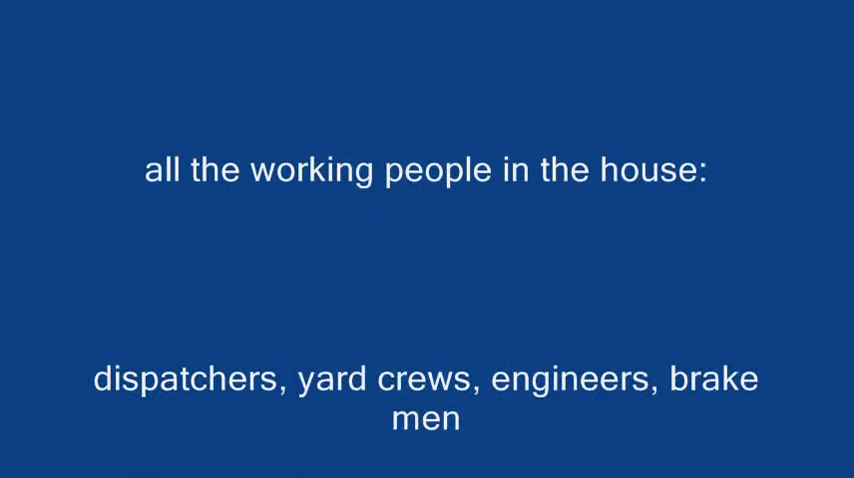 all the working people in the house:
dispatchers, yard crews, engineers, brake
men